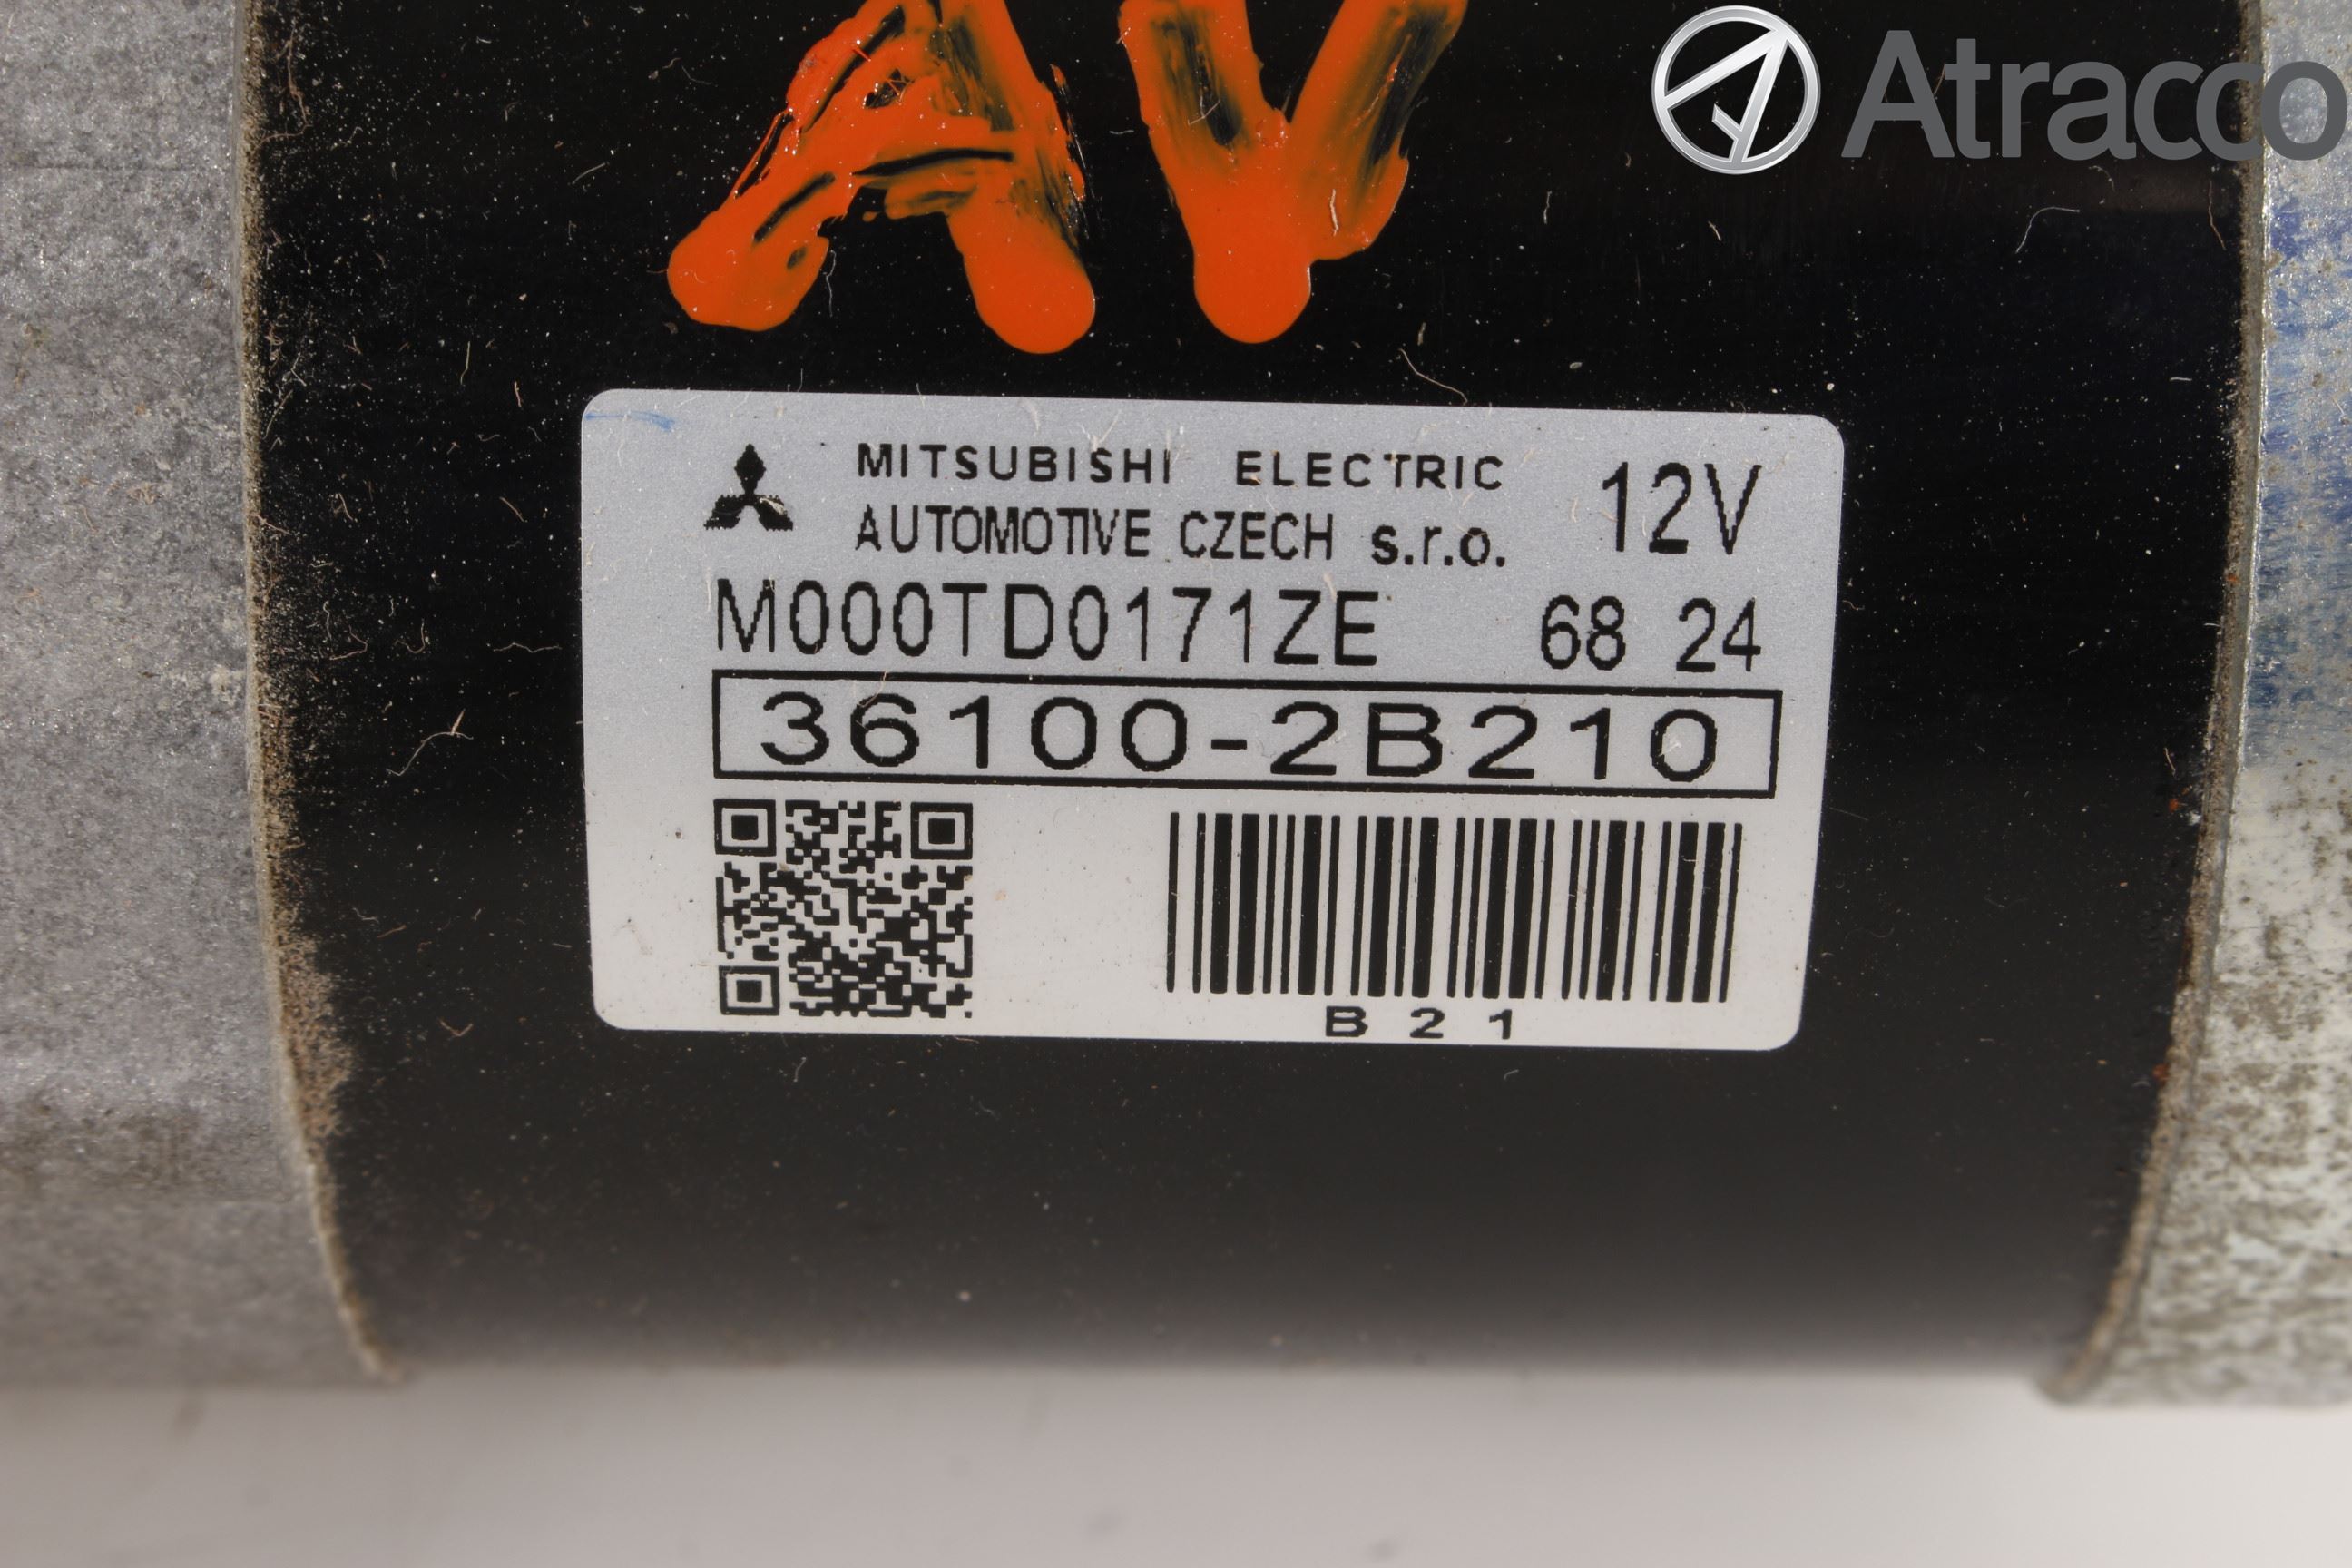 AV
Atracco
MITSUBISHI ELECTRIC 12V
AUTOMOTIVE CZECH s.r.o.
M000TD0171ZE 68 24
36100-2B210
B21